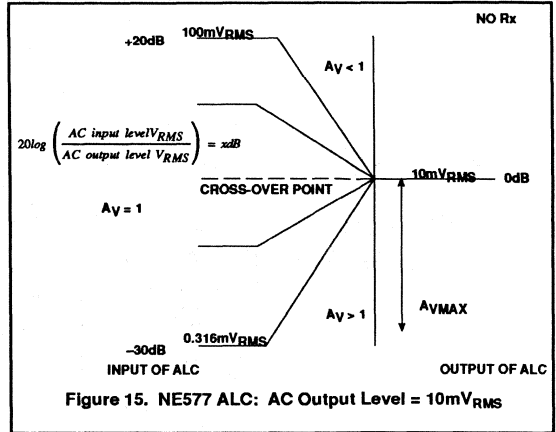 NO Rx
+20dB
100mVRMS
AV < 1
20log ( AC input levelVRMS / AC output level VRMS ) = xdB
CROSS-OVER POINT
10mVRMS
0dB
AV = 1
AV > 1
AVMAX
0.316mVRMS
–30dB
INPUT OF ALC
OUTPUT OF ALC
Figure 15. NE577 ALC: AC Output Level = 10mVRMS